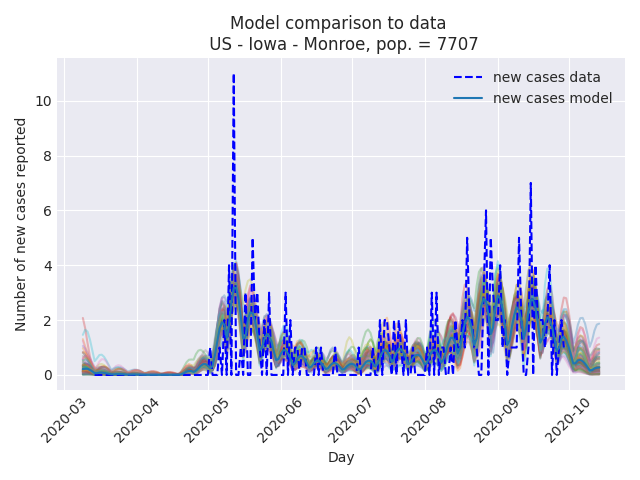 Model comparison to data
US - Iowa - Monroe, pop. = 7707
new cases data
new cases model
Number of new cases reported
10
8
6
4
2
0
2020-03
2020-04
2020-05
2020-06
2020-07
2020-08
2020-09
2020-10
Day